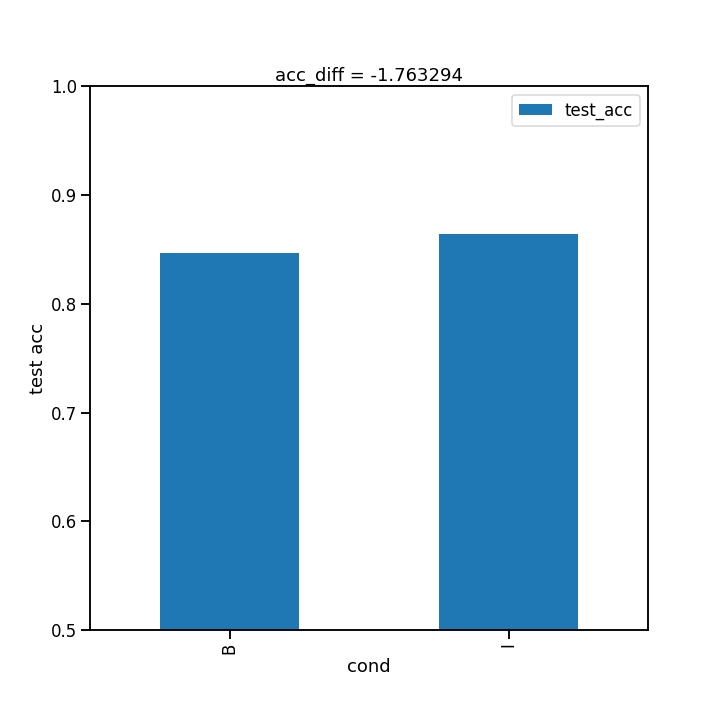 acc_diff = -1.763294
test_acc
1.0
0.9
0.8
0.7
0.6
0.5
test acc
B
I
cond